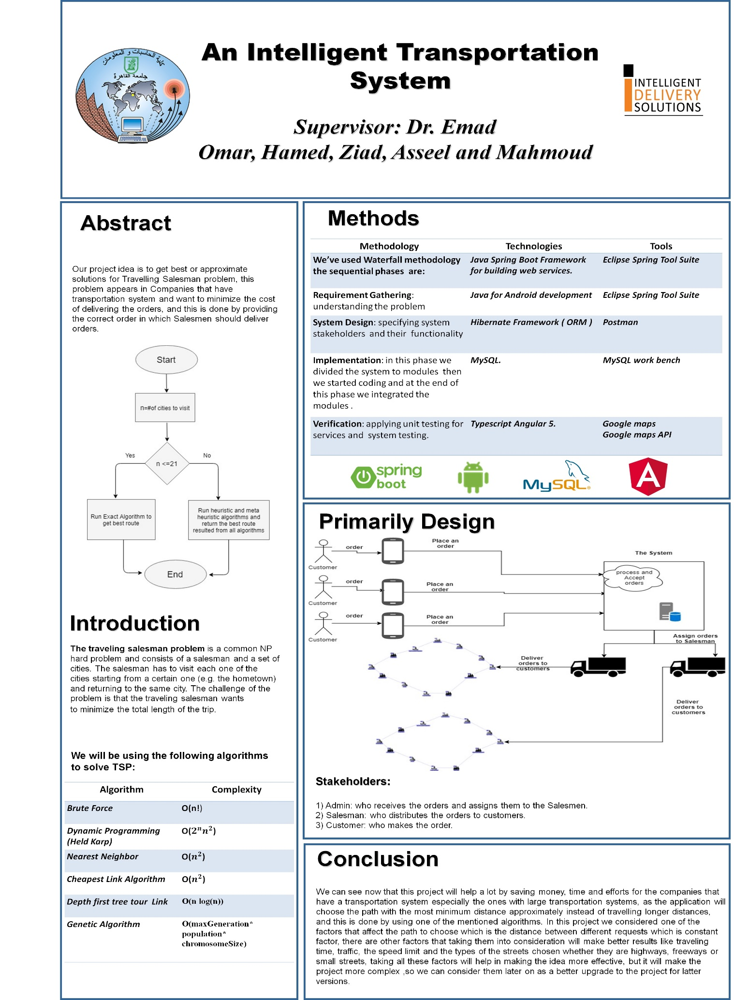 كلية الحاسبات و المعلومات
جامعة القاهرة
An Intelligent Transportation
System
Supervisor: Dr. Emad
Omar, Hamed, Ziad, Asseel and Mahmoud
INTELLIGENT
DELIVERY
SOLUTIONS
Abstract
Our project idea is to get best or approximate
solutions for Travelling Salesman problem, this
problem appears in Companies that have
transportation system and want to minimize the cost
of delivering the orders, and this is done by providing
the correct order in which Salesmen should deliver
orders.
Start
n=#of cities to visit
n <=21
Yes
No
Run Exact Algorithm to
get best route
Run heuristic and meta
heuristic algorithms and
return the best route
resulted from all algorithms
End
Introduction
The traveling salesman problem is a common NP
hard problem and consists of a salesman and a set of
cities. The salesman has to visit each one of the
cities starting from a certain one (e.g. the hometown)
and returning to the same city. The challenge of the
problem is that the traveling salesman wants
to minimize the total length of the trip.
We will be using the following algorithms
to solve TSP:
Algorithm Complexity
Brute Force O(n!)
Dynamic Programming O(2ⁿn²)
(Held Karp)
Nearest Neighbor O(n²)
Cheapest Link Algorithm O(n²)
Depth first tree tour Link O(n log(n))
Genetic Algorithm O(maxGeneration*
population*
chromosomeSize)
Methods
Methodology Technologies Tools
We've used Waterfall methodology Java Spring Boot Framework Eclipse Spring Tool Suite
the sequential phases are: for building web services.
Requirement Gathering: Java for Android development Eclipse Spring Tool Suite
understanding the problem
System Design: specifying system Hibernate Framework ( ORM ) Postman
stakeholders and their functionality
Implementation: in this phase we MySQL. MySQL work bench
divided the system to modules then
we started coding and at the end of
this phase we integrated the
modules .
Verification: applying unit testing for Typescript Angular 5. Google maps
services and system testing. Google maps API
spring
boot
MySQL®
A
Primarily Design
Customer
order
Place an
order
The System
process and
Accept
orders
Customer
order
Place an
order
Customer
order
Place an
order
Assign orders
to Salesman
Deliver
orders to
customers
Deliver
orders to
customers
Stakeholders:
1) Admin: who receives the orders and assigns them to the Salesmen.
2) Salesman: who distributes the orders to customers.
3) Customer: who makes the order.
Conclusion
We can see now that this project will help a lot by saving money, time and efforts for the companies that
have a transportation system especially the ones with large transportation systems, as the application will
choose the path with the most minimum distance approximately instead of travelling longer distances,
and this is done by using one of the mentioned algorithms. In this project we considered one of the
factors that affect the path to choose which is the distance between different requests which is constant
factor, there are other factors that taking them into consideration will make better results like traveling
time, traffic, the speed limit and the types of the streets chosen whether they are highways, freeways or
small streets, taking all these factors will help in making the idea more effective, but it will make the
project more complex ,so we can consider them later on as a better upgrade to the project for latter
versions.